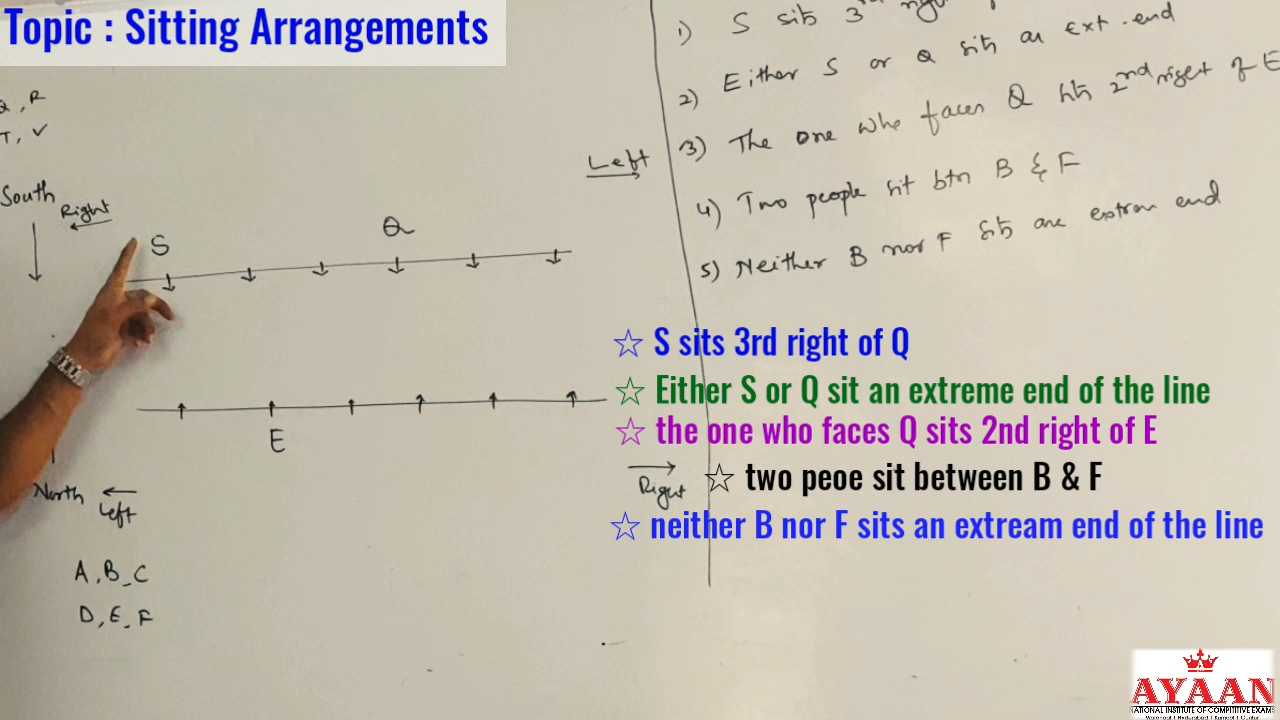 Topic : Sitting Arrangements
1) S sits 3rd right
2) Either S or Q sits an ext. end
3) The one who faces Q sits 2nd right of E
4) Two people sit btn B & F
5) Neither B nor F sits are extrem end
Q, R
T, V
South
Right
Left
S
Q
E
North
Left
Right
A, B, C
D, E, F
☆ S sits 3rd right of Q
☆ Either S or Q sit an extreme end of the line
☆ the one who faces Q sits 2nd right of E
☆ two peoe sit between B & F
☆ neither B nor F sits an extream end of the line
AYAAN